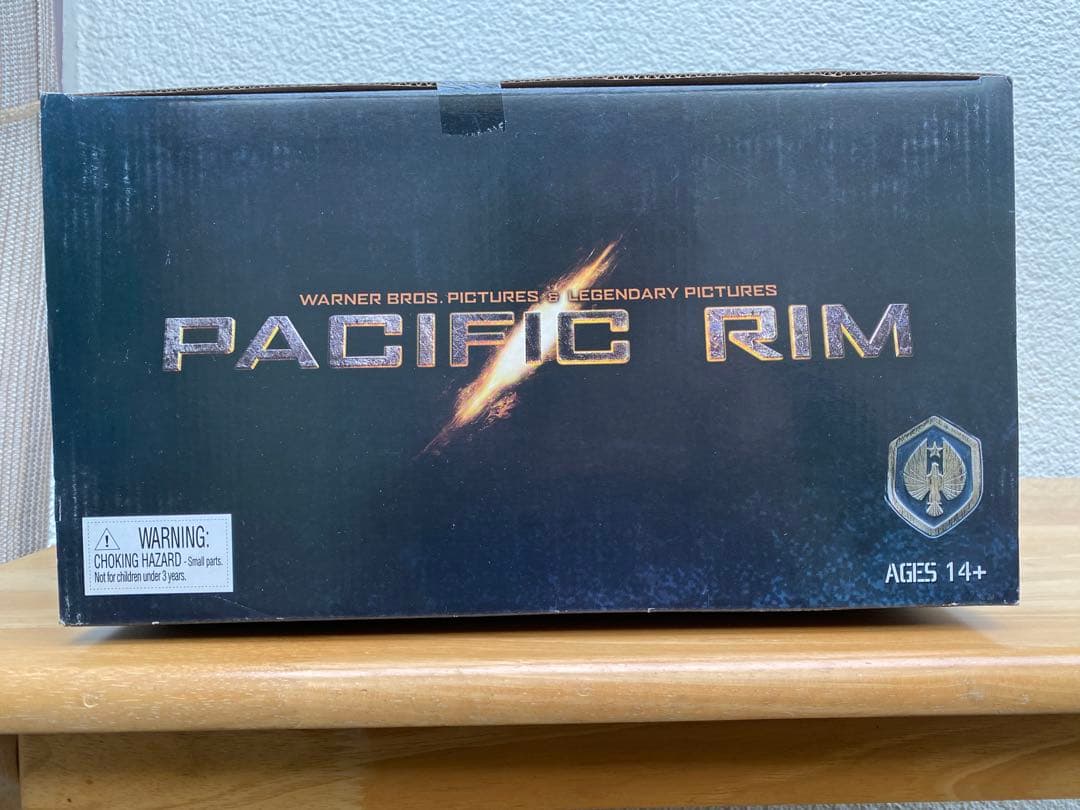 WARNER BROS. PICTURES & LEGENDARY PICTURES
PACIFIC RIM
WARNING:
CHOKING HAZARD - Small parts.
Not for children under 3 years.
AGES 14+